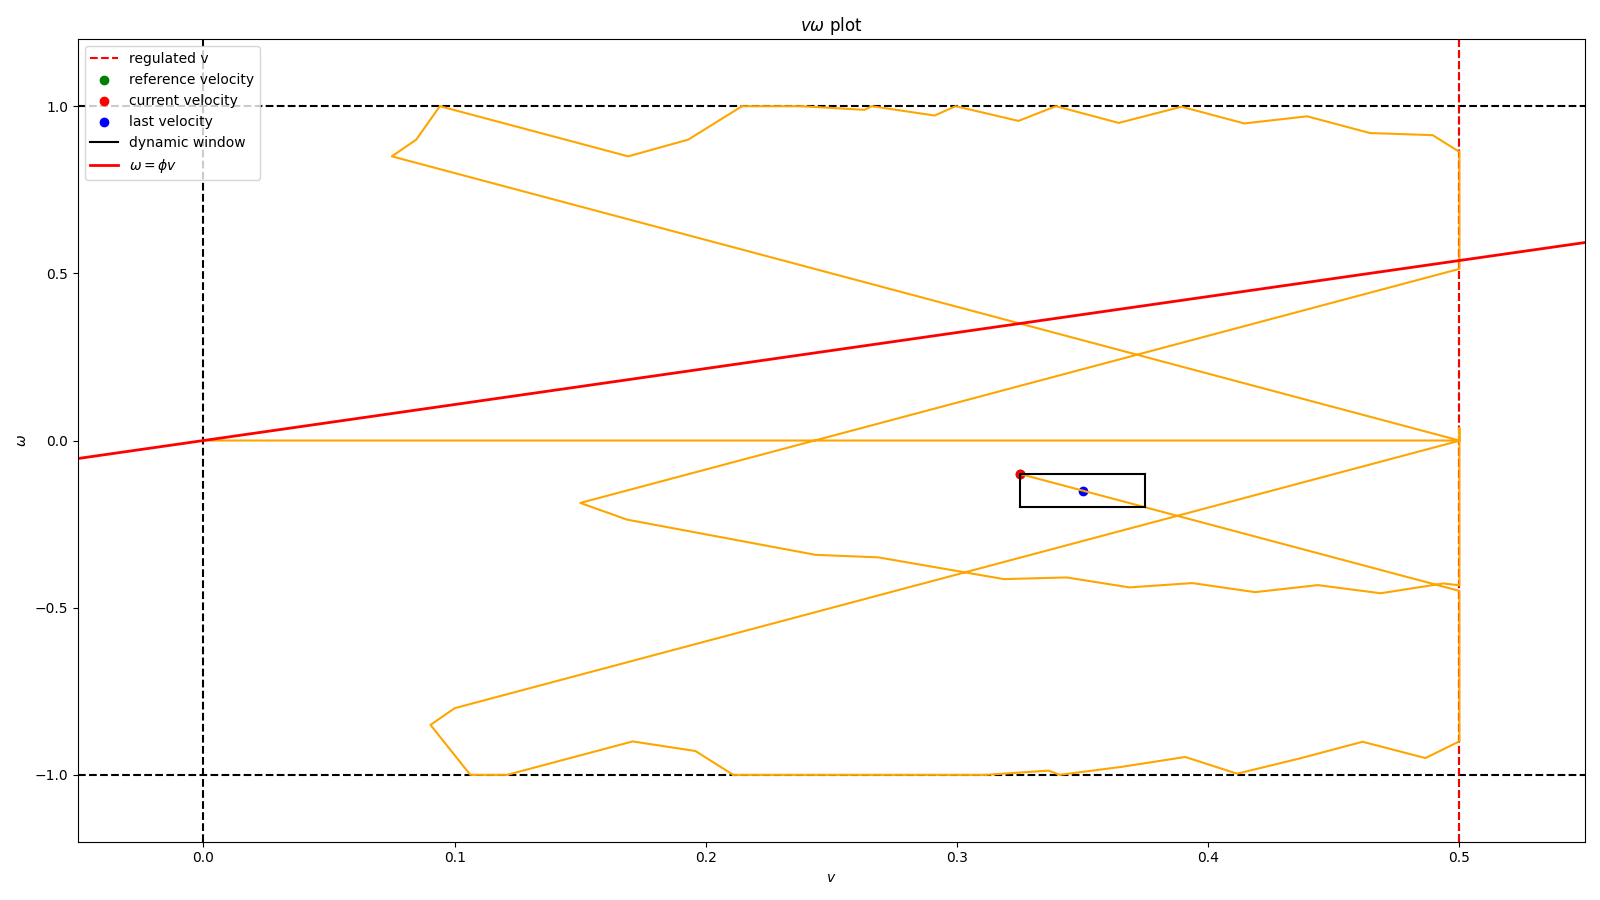 vω plot
regulated v
reference velocity
current velocity
last velocity
dynamic window
ω = ϕv
1.0
0.5
0.0
−0.5
−1.0
ω
0.0 0.1 0.2 0.3 0.4 0.5
v